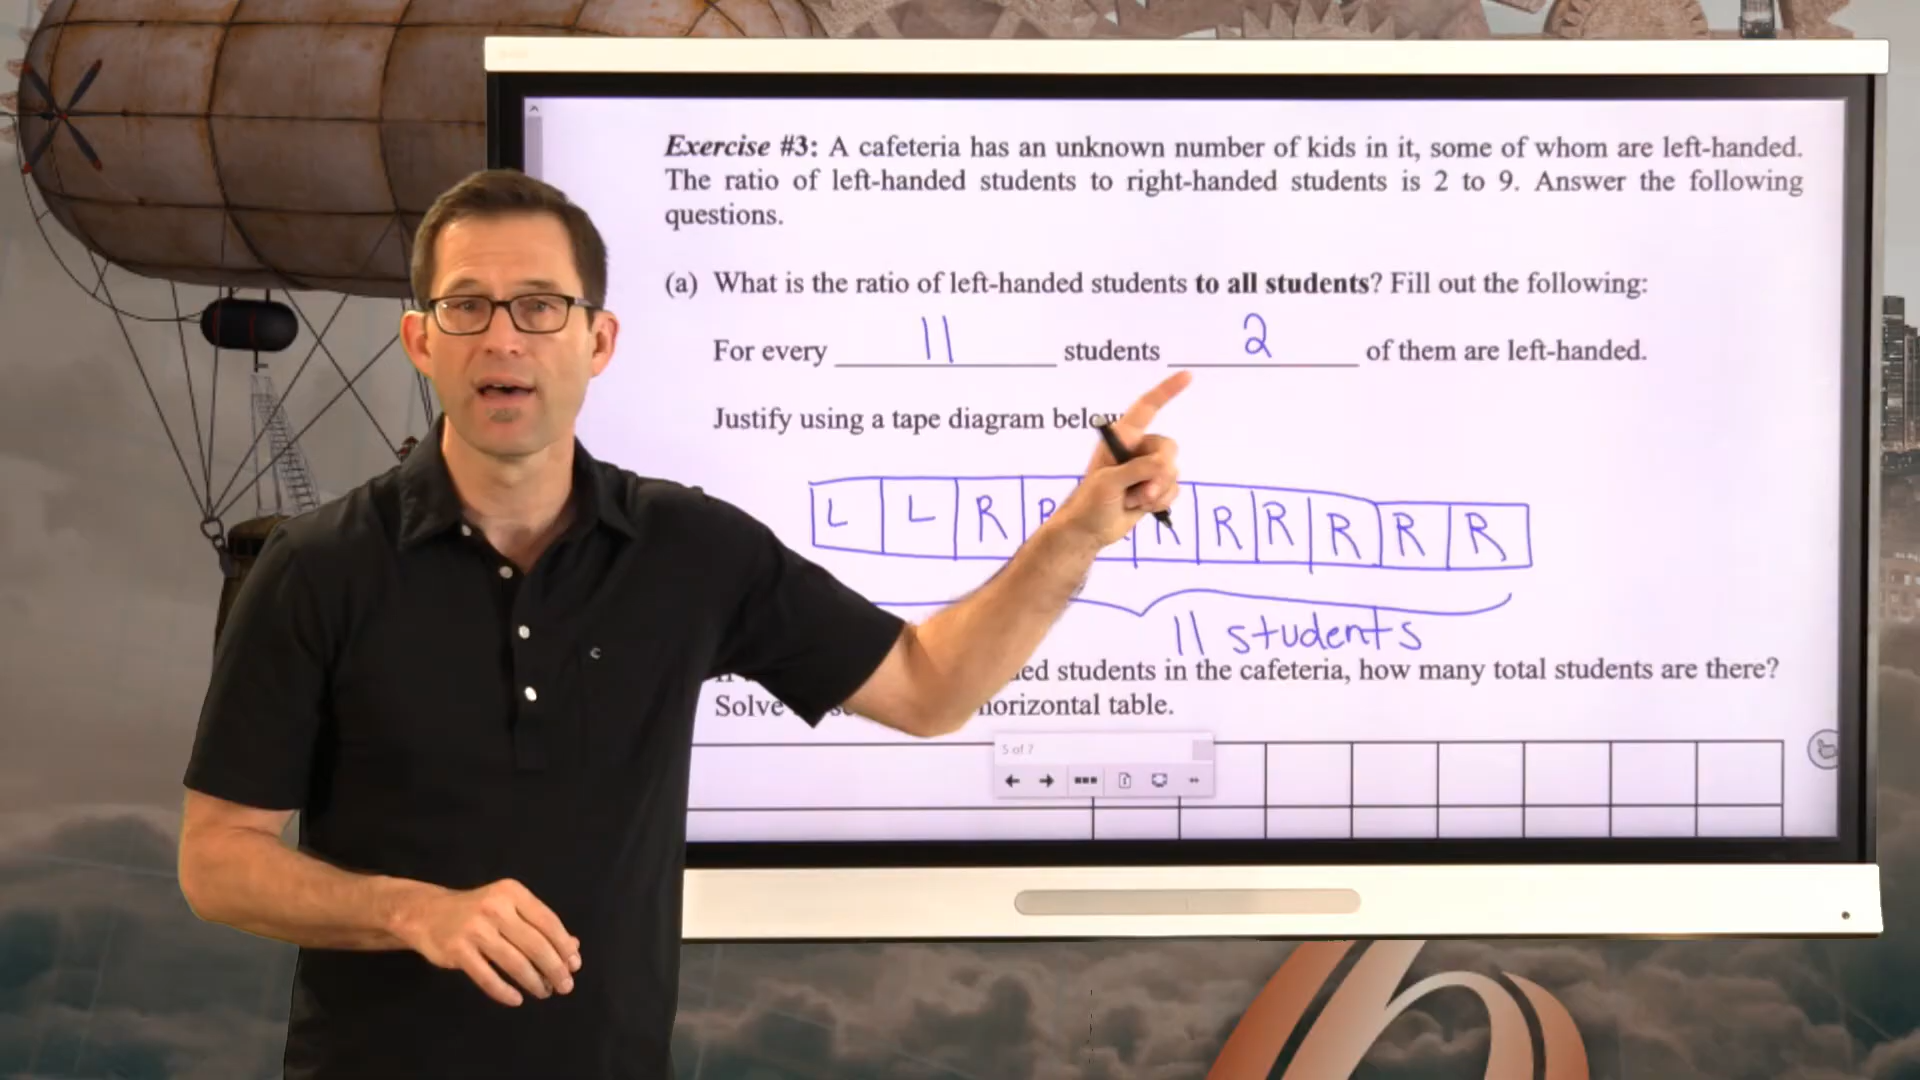 Exercise #3: A cafeteria has an unknown number of kids in it, some of whom are left-handed.
The ratio of left-handed students to right-handed students is 2 to 9. Answer the following
questions.
(a) What is the ratio of left-handed students to all students? Fill out the following:
For every 11 students 2 of them are left-handed.
Justify using a tape diagram below
L L R R R R R R R R
11 students
students in the cafeteria, how many total students are there?
Solve horizontal table.
5 of 7